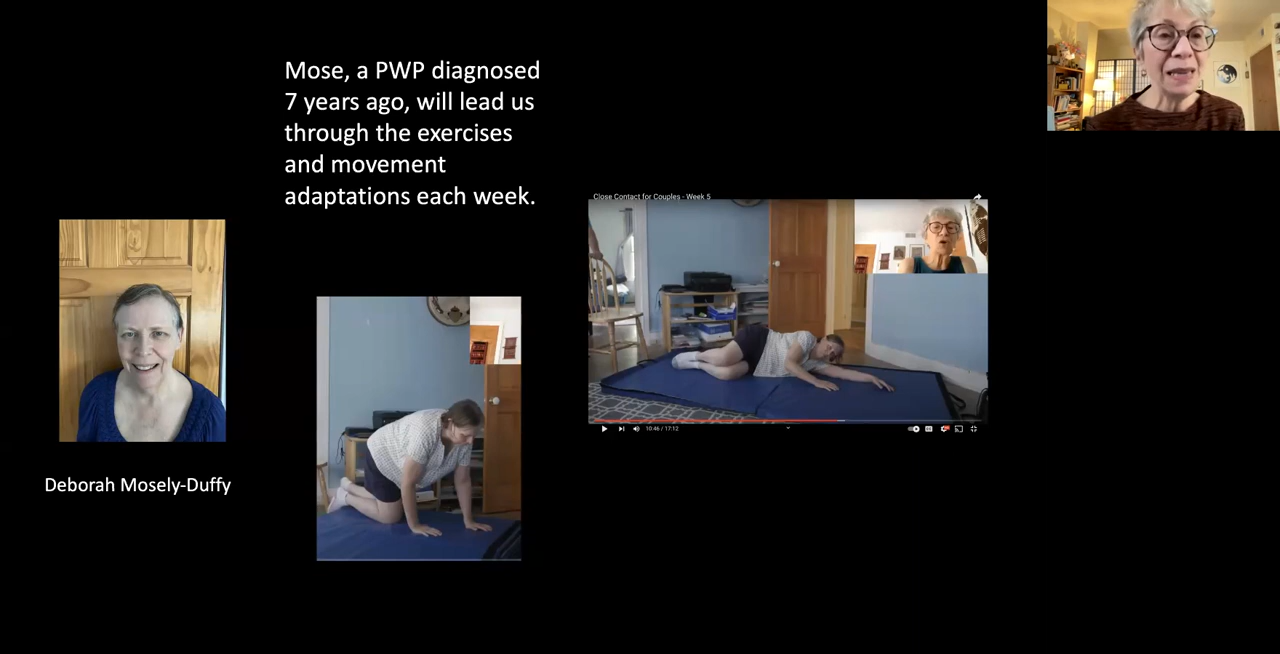 Mose, a PWP diagnosed
7 years ago, will lead us
through the exercises
and movement
adaptations each week.
Close Contact for Couples - Week 5
10:46 / 17:12
Deborah Mosely-Duffy